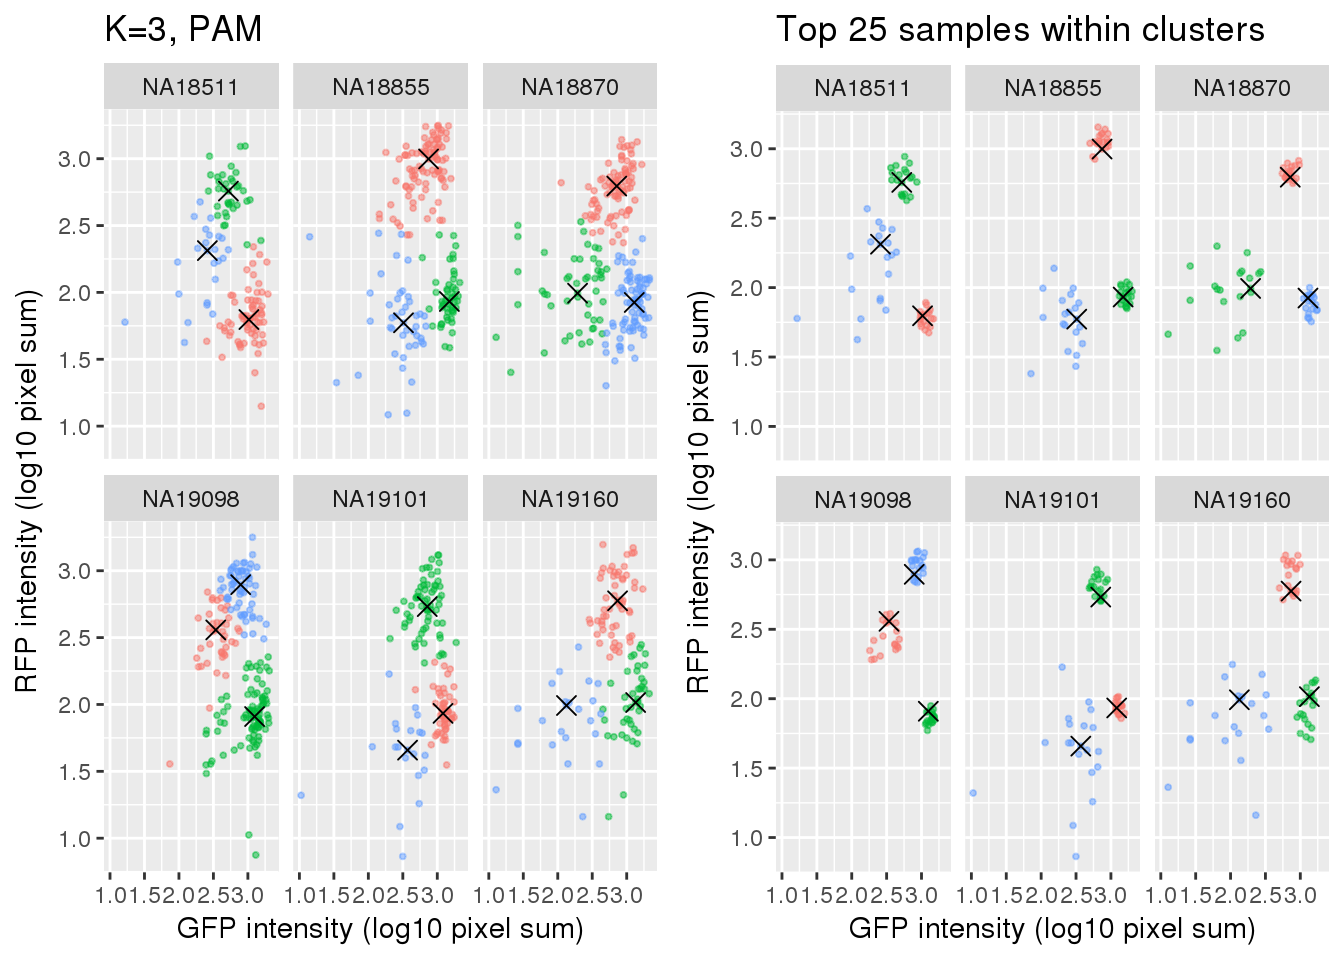 K=3, PAM
NA18511 NA18855 NA18870
3.0
2.5
2.0
1.5
1.0
NA19098 NA19101 NA19160
3.0
2.5
2.0
1.5
1.0
1.01.52.02.53.0 1.01.52.02.53.0 1.01.52.02.53.0
GFP intensity (log10 pixel sum)
RFP intensity (log10 pixel sum)
Top 25 samples within clusters
NA18511 NA18855 NA18870
3.0
2.5
2.0
1.5
1.0
NA19098 NA19101 NA19160
3.0
2.5
2.0
1.5
1.0
1.01.52.02.53.0 1.01.52.02.53.0 1.01.52.02.53.0
GFP intensity (log10 pixel sum)
RFP intensity (log10 pixel sum)